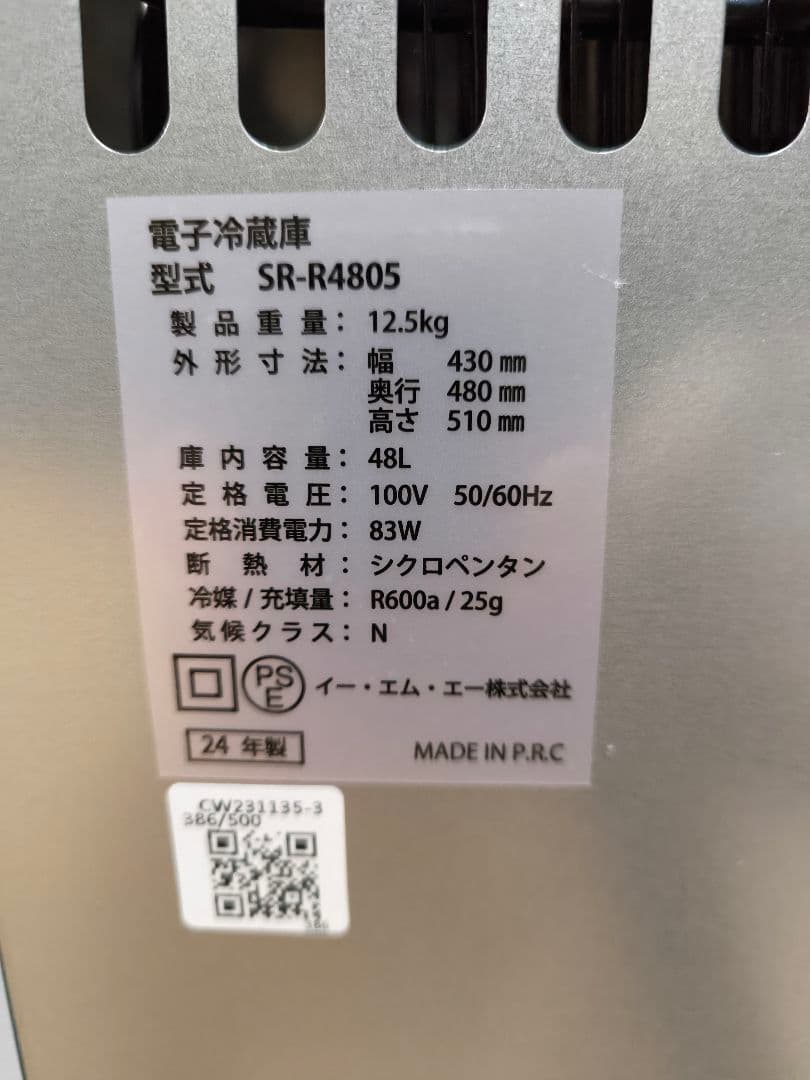 電子冷蔵庫
型式 SR-R4805
製品重量： 12.5kg
外形寸法： 幅 430㎜
奥行 480㎜
高さ 510㎜
庫内容量： 48L
定格電圧： 100V 50/60Hz
定格消費電力： 83W
断熱材： シクロペンタン
冷媒/充填量： R600a/25g
気候クラス： N
PSE イー・エム・エー株式会社
24年製 MADE IN P.R.C
CW231135-3
386/500
386